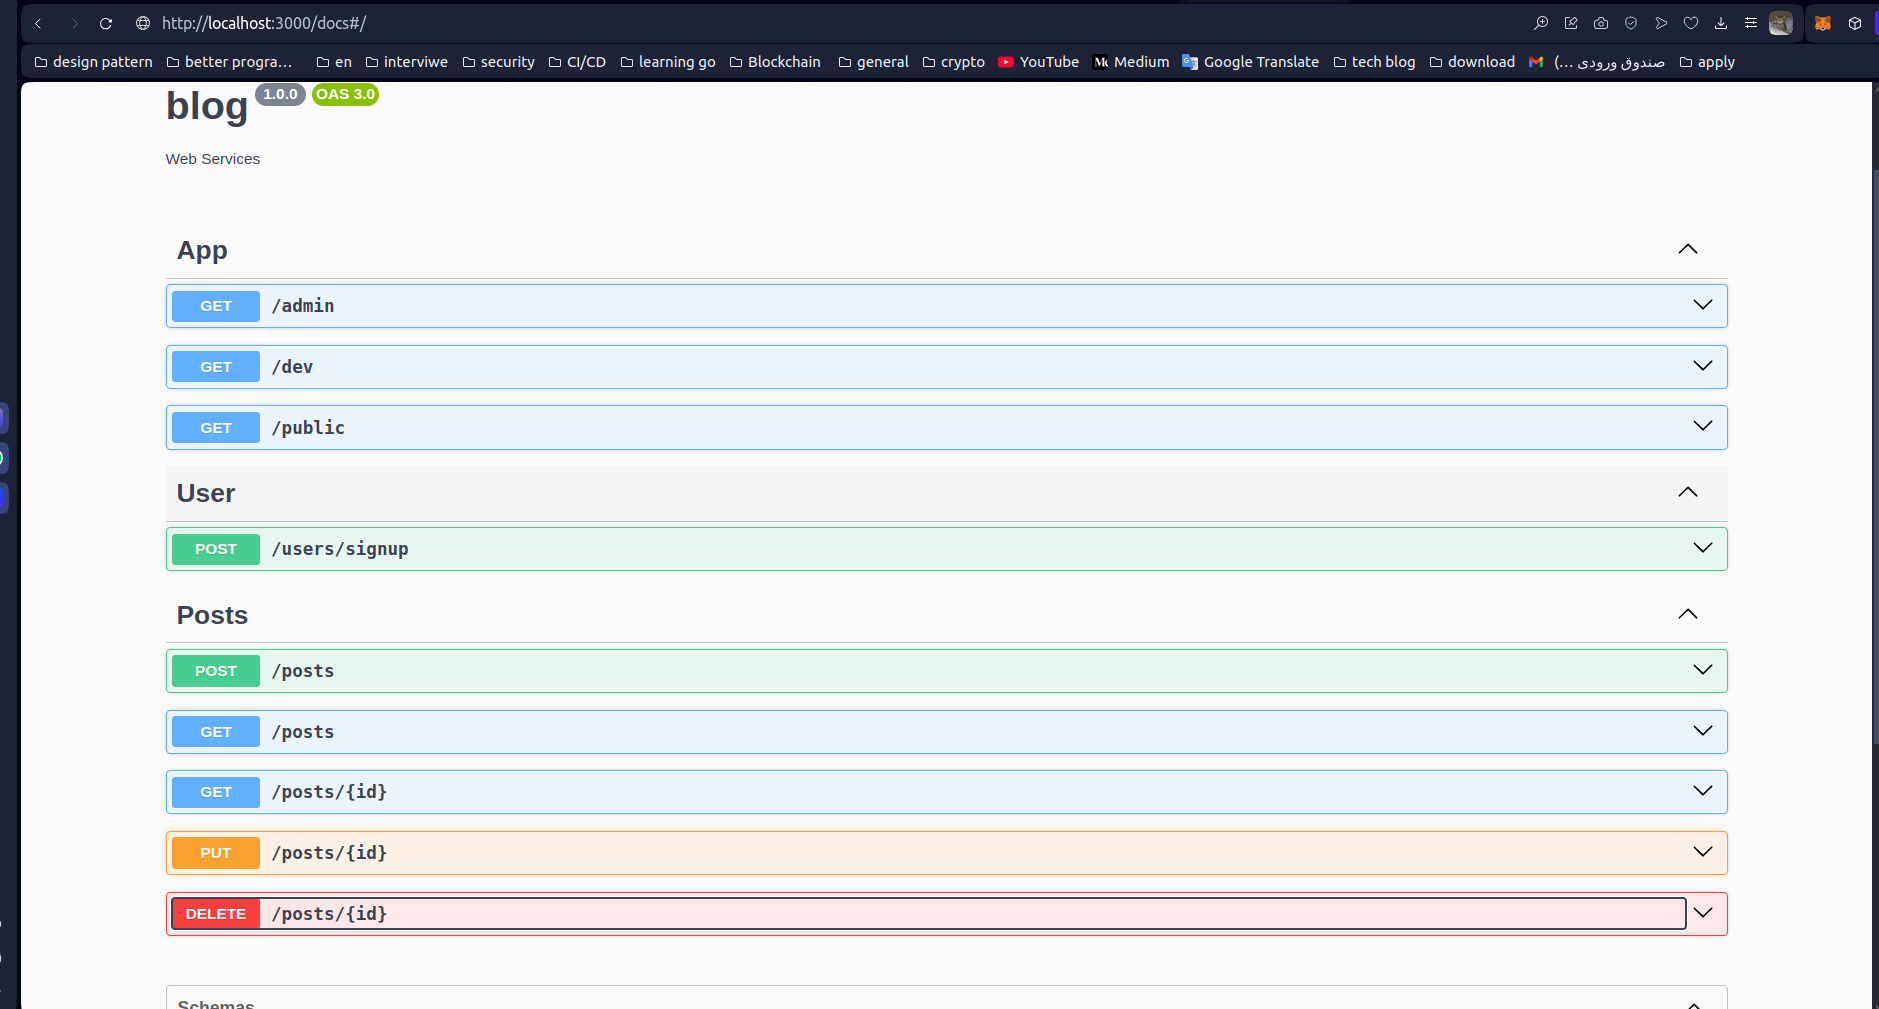 http://localhost:3000/docs#/
design pattern better progra... en interviwe CI/CD security learning go Blockchain general crypto YouTube Medium Google Translate tech blog download صندوق ورودی ...) apply
blog 1.0.0 OAS 3.0
Web Services
App
GET /admin
GET /dev
GET /public
User
POST /users/signup
Posts
POST /posts
GET /posts
GET /posts/{id}
PUT /posts/{id}
DELETE /posts/{id}
Schemas